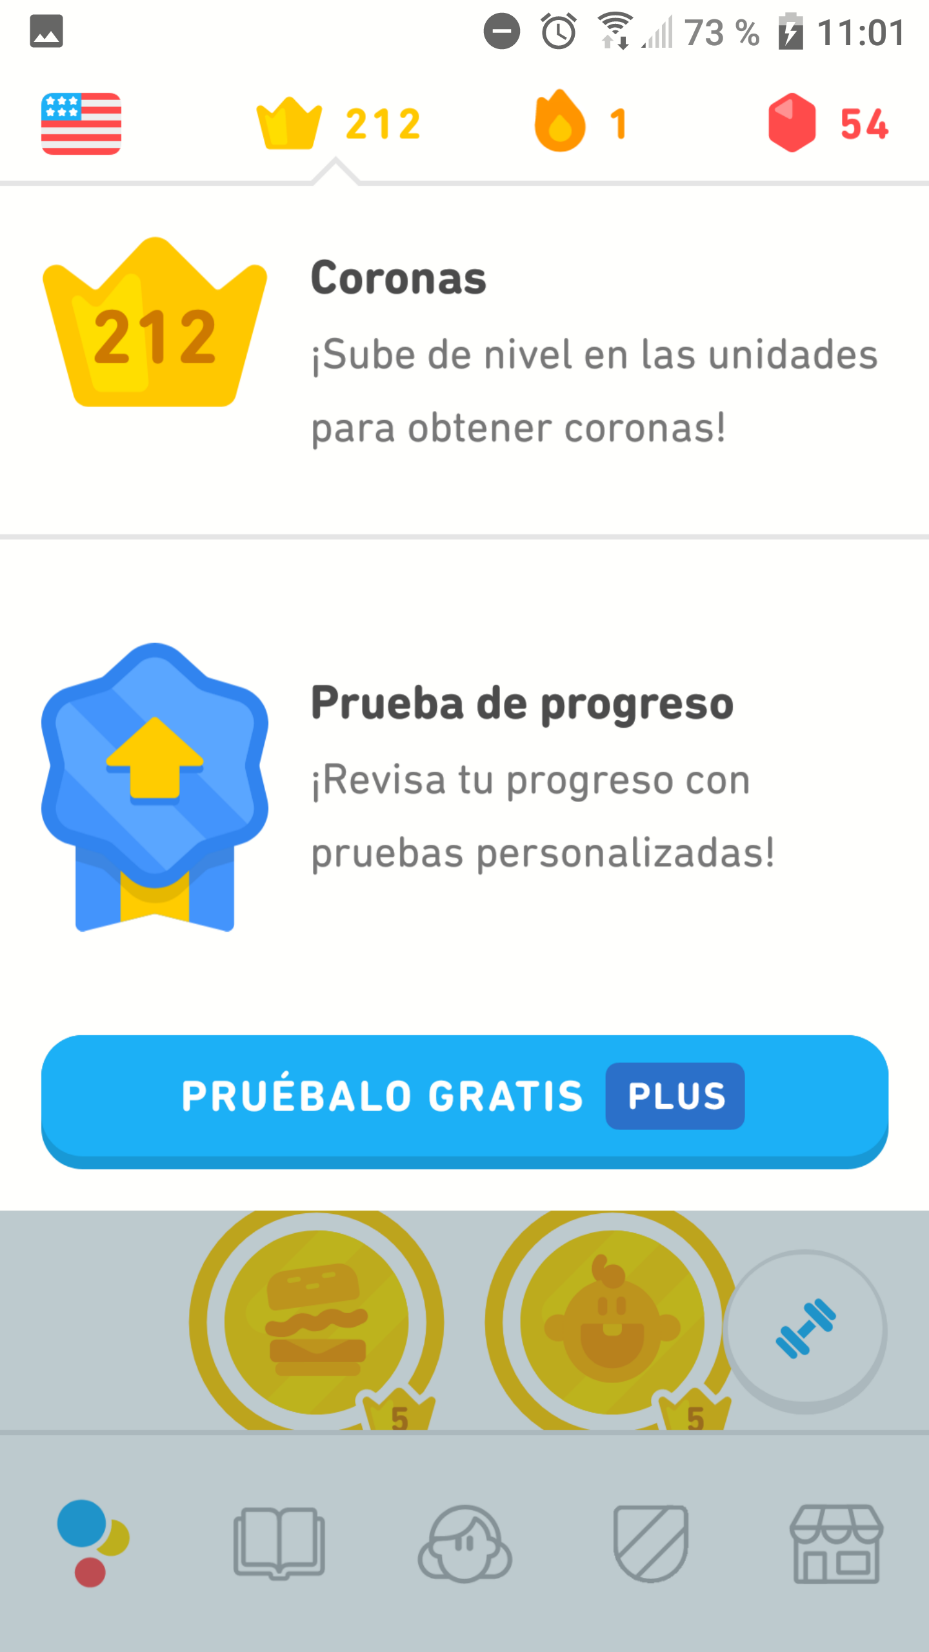 73 % 11:01
212 1 54
212
Coronas
¡Sube de nivel en las unidades
para obtener coronas!
Prueba de progreso
¡Revisa tu progreso con
pruebas personalizadas!
PRUÉBALO GRATIS PLUS
5 5